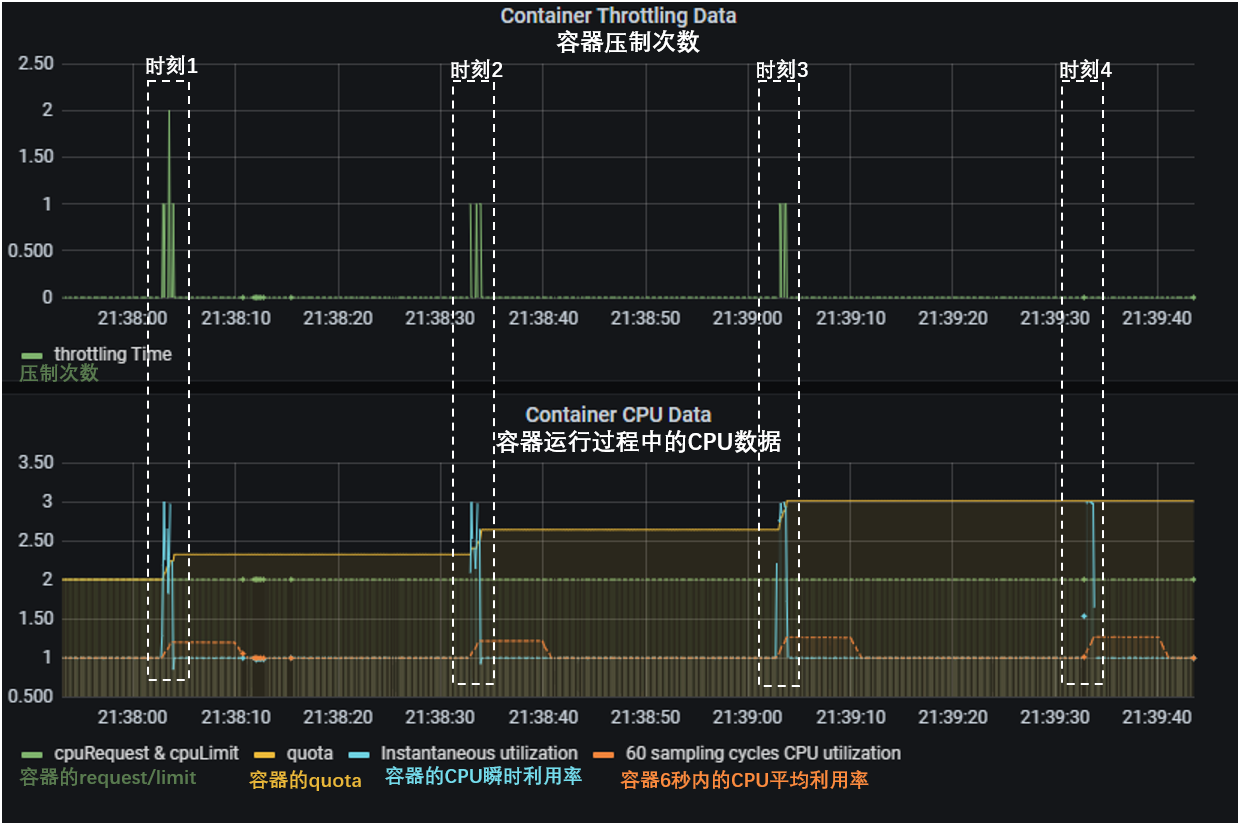 Container Throttling Data
容器压制次数
时刻1 时刻2 时刻3 时刻4
2.50
2
1.50
1
0.500
0
21:38:00 21:38:10 21:38:20 21:38:30 21:38:40 21:38:50 21:39:00 21:39:10 21:39:20 21:39:30 21:39:40
throttling Time
压制次数
Container CPU Data
容器运行过程中的CPU数据
3.50
3
2.50
2
1.50
1
0.500
21:38:00 21:38:10 21:38:20 21:38:30 21:38:40 21:38:50 21:39:00 21:39:10 21:39:20 21:39:30 21:39:40
cpuRequest & cpuLimit quota Instantaneous utilization 60 sampling cycles CPU utilization
容器的request/limit 容器的quota 容器的CPU瞬时利用率 容器6秒内的CPU平均利用率